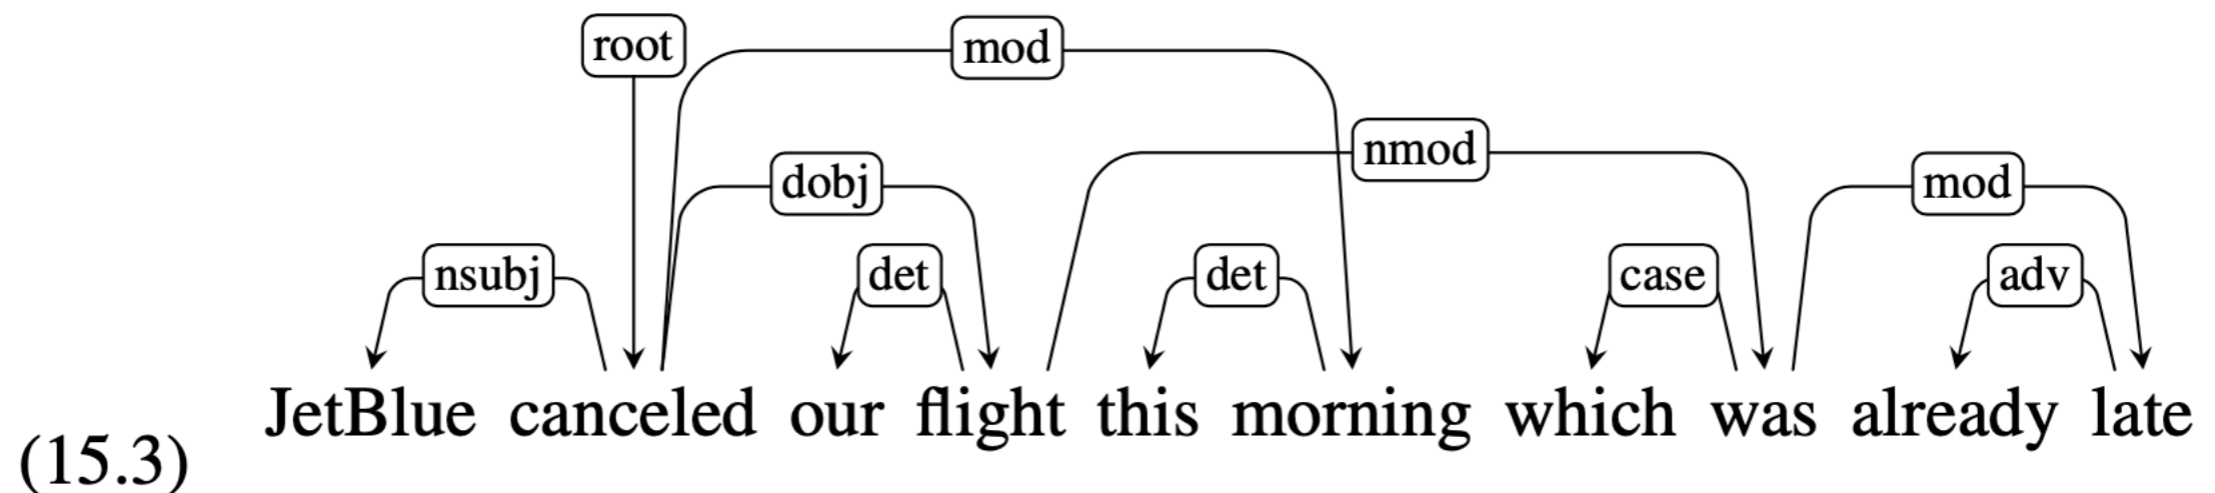 root mod
nmod
dobj mod
nsubj det det case adv
JetBlue canceled our flight this morning which was already late
(15.3)